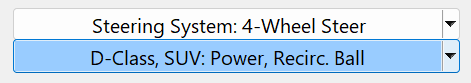 Steering System: 4-Wheel Steer
D-Class, SUV: Power, Recirc. Ball